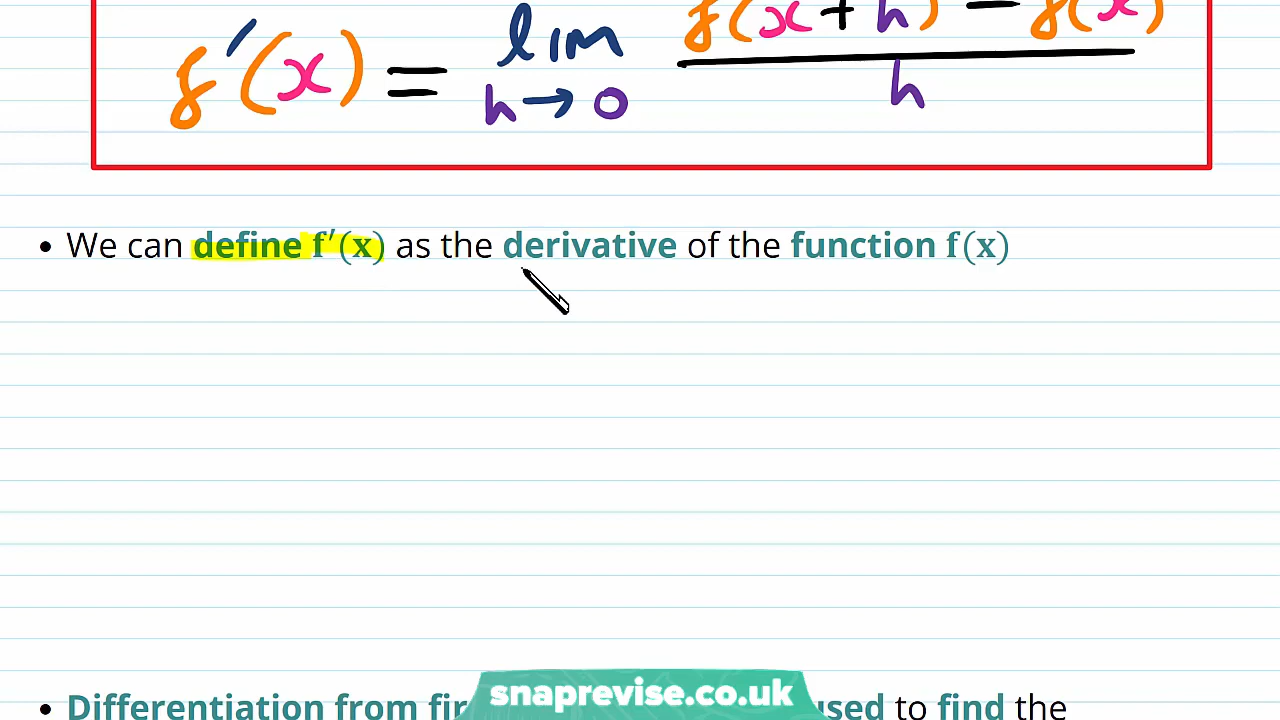 f(x + h) − f(x)
f′(x) = lim
h → 0 h
• We can define f′(x) as the derivative of the function f(x)
snaprevise.co.uk
• Differentiation from used to find the